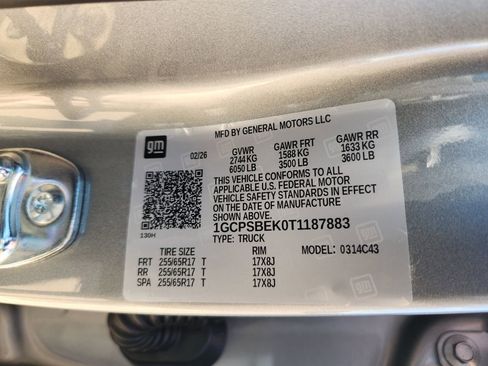 gm
MFD BY GENERAL MOTORS LLC
02/26 GVWR GAWR FRT GAWR RR
2744 KG 1588 KG 1633 KG
6050 LB 3500 LB 3600 LB
THIS VEHICLE CONFORMS TO ALL
APPLICABLE U.S. FEDERAL MOTOR
VEHICLE SAFETY STANDARDS IN EFFECT
ON THE DATE OF MANUFACTURE SHOWN
ABOVE.
1GCPSBEK0T1187883
TYPE: TRUCK
130H
MODEL: 0314C43
TIRE SIZE RIM
FRT 255/65R17 T 17X8J
RR 255/65R17 T 17X8J
SPA 255/65R17 T 17X8J